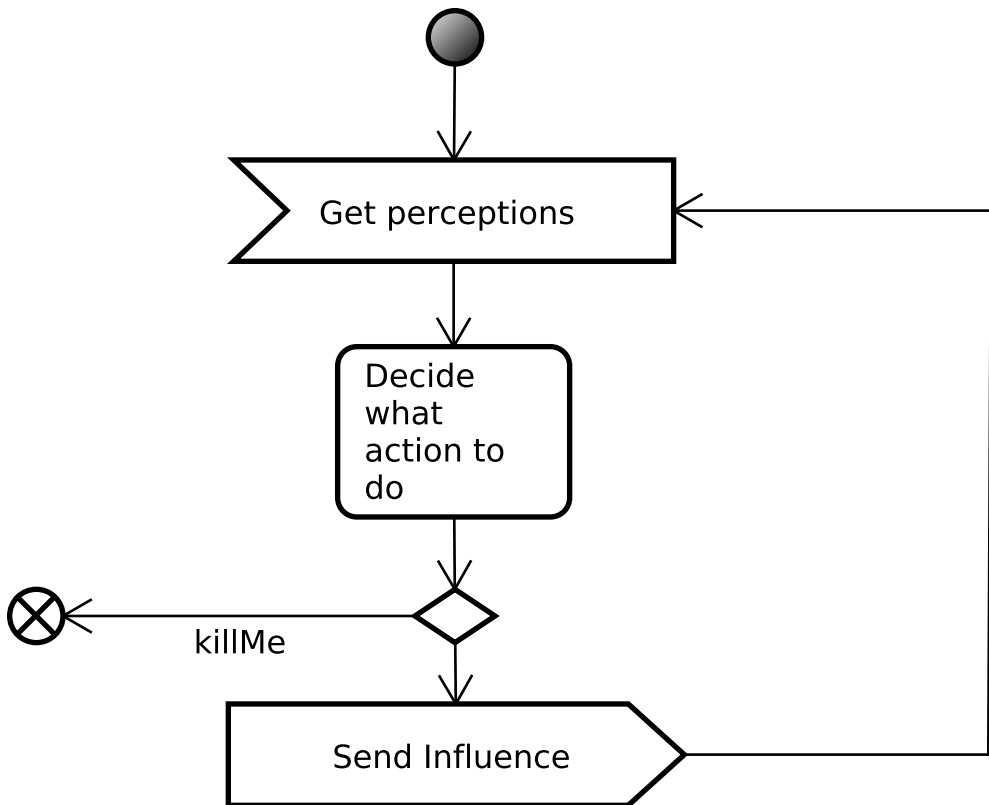 Get perceptions
Decide
what
action to
do
killMe
Send Influence